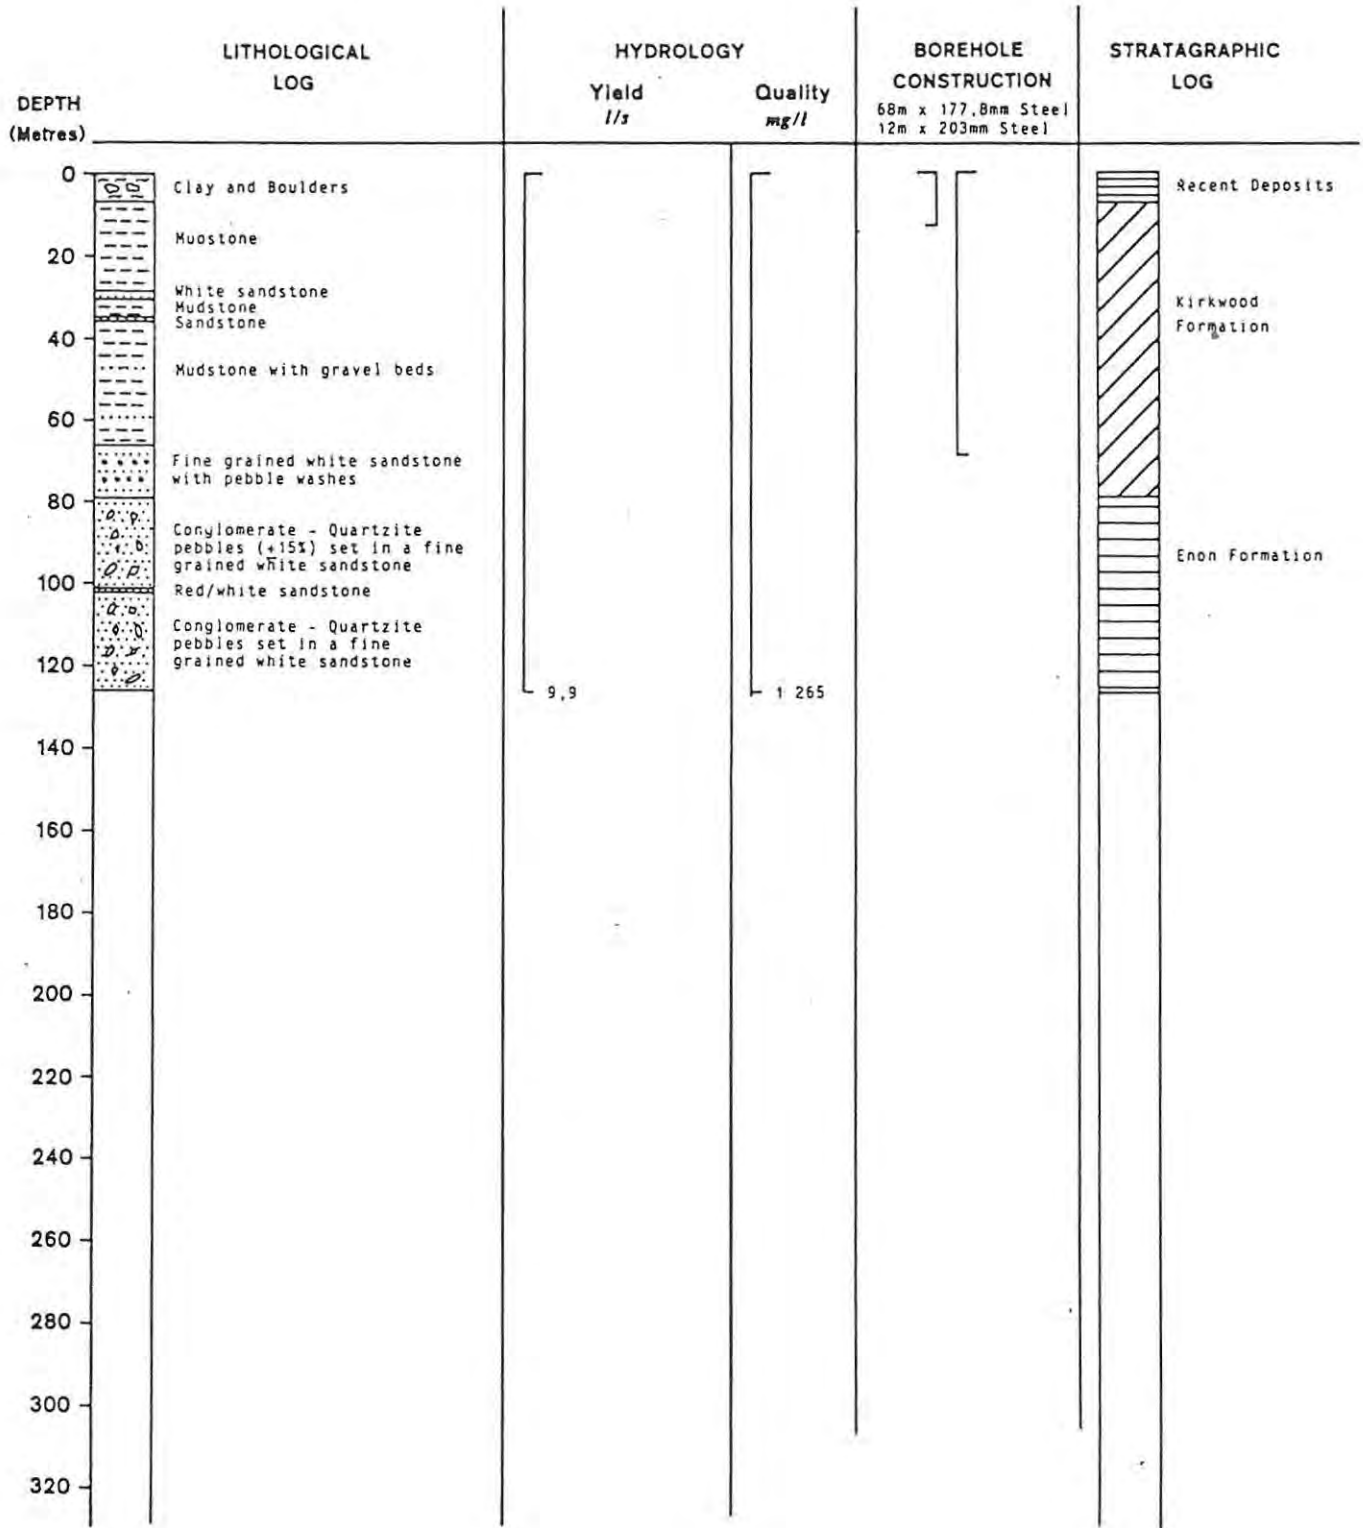 LITHOLOGICAL
LOG
HYDROLOGY
Yield
l/s
Quality
mg/l
BOREHOLE
CONSTRUCTION
68m x 177,8mm Steel
12m x 203mm Steel
STRATAGRAPHIC
LOG
DEPTH
(Metres)
0
20
40
60
80
100
120
140
160
180
200
220
240
260
280
300
320
Clay and Boulders
Muostone
White sandstone
Mudstone
Sandstone
Mudstone with gravel beds
Fine grained white sandstone
with pebble washes
Conglomerate - Quartzite
pebbles (±15%) set in a fine
grained white sandstone
Red/white sandstone
Conglomerate - Quartzite
pebbles set in a fine
grained white sandstone
9,9
1 265
Recent Deposits
Kirkwood
Formation
Enon Formation